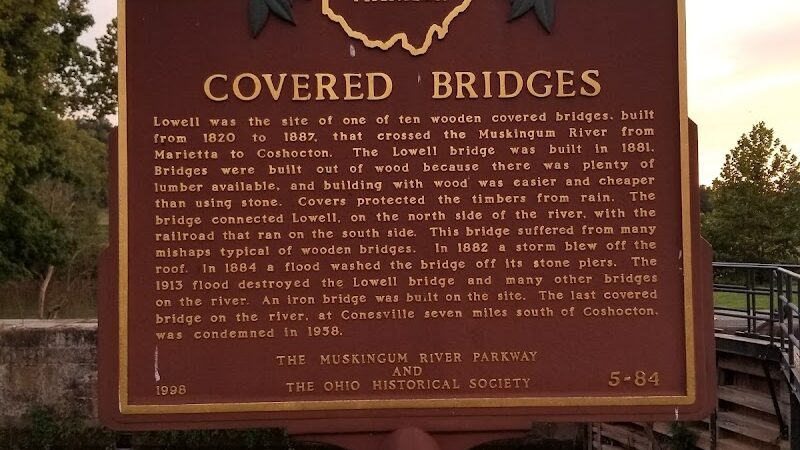 COVERED BRIDGES
Lowell was the site of one of ten wooden covered bridges, built
from 1820 to 1887, that crossed the Muskingum River from
Marietta to Coshocton. The Lowell bridge was built in 1881.
Bridges were built out of wood because there was plenty of
lumber available, and building with wood was easier and cheaper
than using stone. Covers protected the timbers from rain. The
bridge connected Lowell, on the north side of the river, with the
railroad that ran on the south side. This bridge suffered from many
mishaps typical of wooden bridges. In 1882 a storm blew off the
roof. In 1884 a flood washed the bridge off its stone piers. The
1913 flood destroyed the Lowell bridge and many other bridges
on the river. An iron bridge was built on the site. The last covered
bridge on the river, at Conesville seven miles south of Coshocton,
was condemned in 1958.
THE MUSKINGUM RIVER PARKWAY
AND
THE OHIO HISTORICAL SOCIETY
1998
5-84